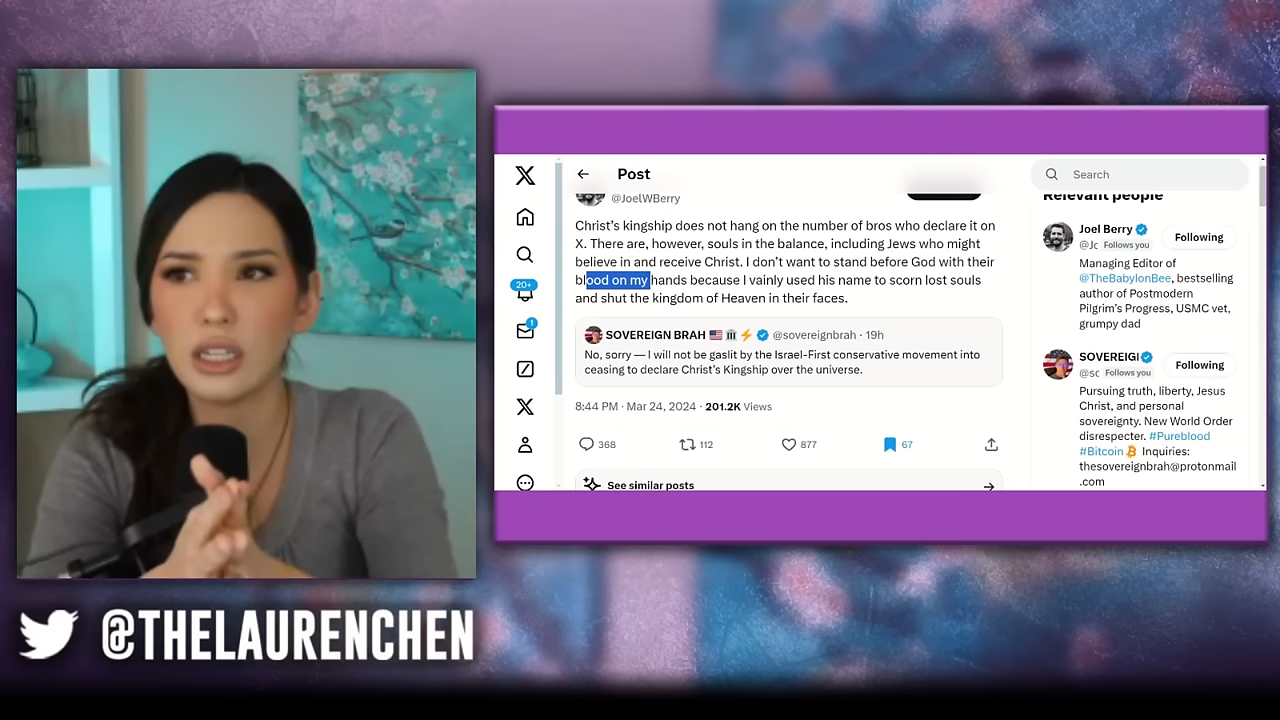 Post
Search
@JoelWBerry
Christ's kingship does not hang on the number of bros who declare it on
X. There are, however, souls in the balance, including Jews who might
believe in and receive Christ. I don't want to stand before God with their
blood on my hands because I vainly used his name to scorn lost souls
and shut the kingdom of Heaven in their faces.
SOVEREIGN BRAH @sovereignbrah · 19h
No, sorry — I will not be gaslit by the Israel-First conservative movement into
ceasing to declare Christ's Kingship over the universe.
8:44 PM · Mar 24, 2024 · 201.2K Views
368 112 877 67
See similar posts
20+
1
Relevant people
Joel Berry
@Jc Follows you
Following
Managing Editor of
@TheBabylonBee, bestselling
author of Postmodern
Pilgrim's Progress, USMC vet,
grumpy dad
SOVEREIGI
@sc Follows you
Following
Pursuing truth, liberty, Jesus
Christ, and personal
sovereignty. New World Order
disrespecter. #Pureblood
#Bitcoin Inquiries:
thesovereignbrah@protonmail
.com
@THELAURENCHEN